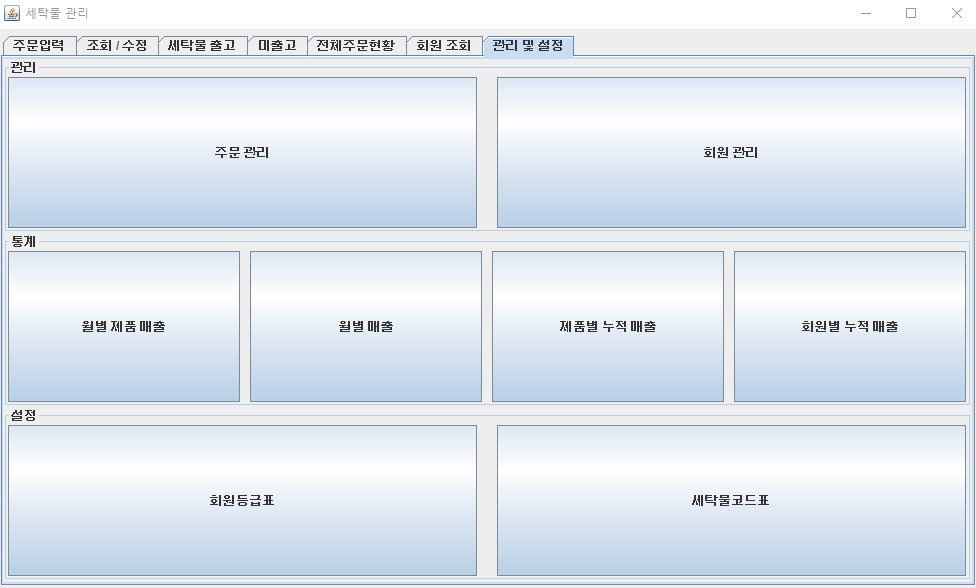 세탁물 관리
주문입력 조회 / 수정 세탁물 출고 미출고 전체주문현황 회원 조회 관리 및 설정
관리
주문 관리 회원 관리
통계
월별 제품 매출 월별 매출 제품별 누적 매출 회원별 누적 매출
설정
회원등급표 세탁물코드표